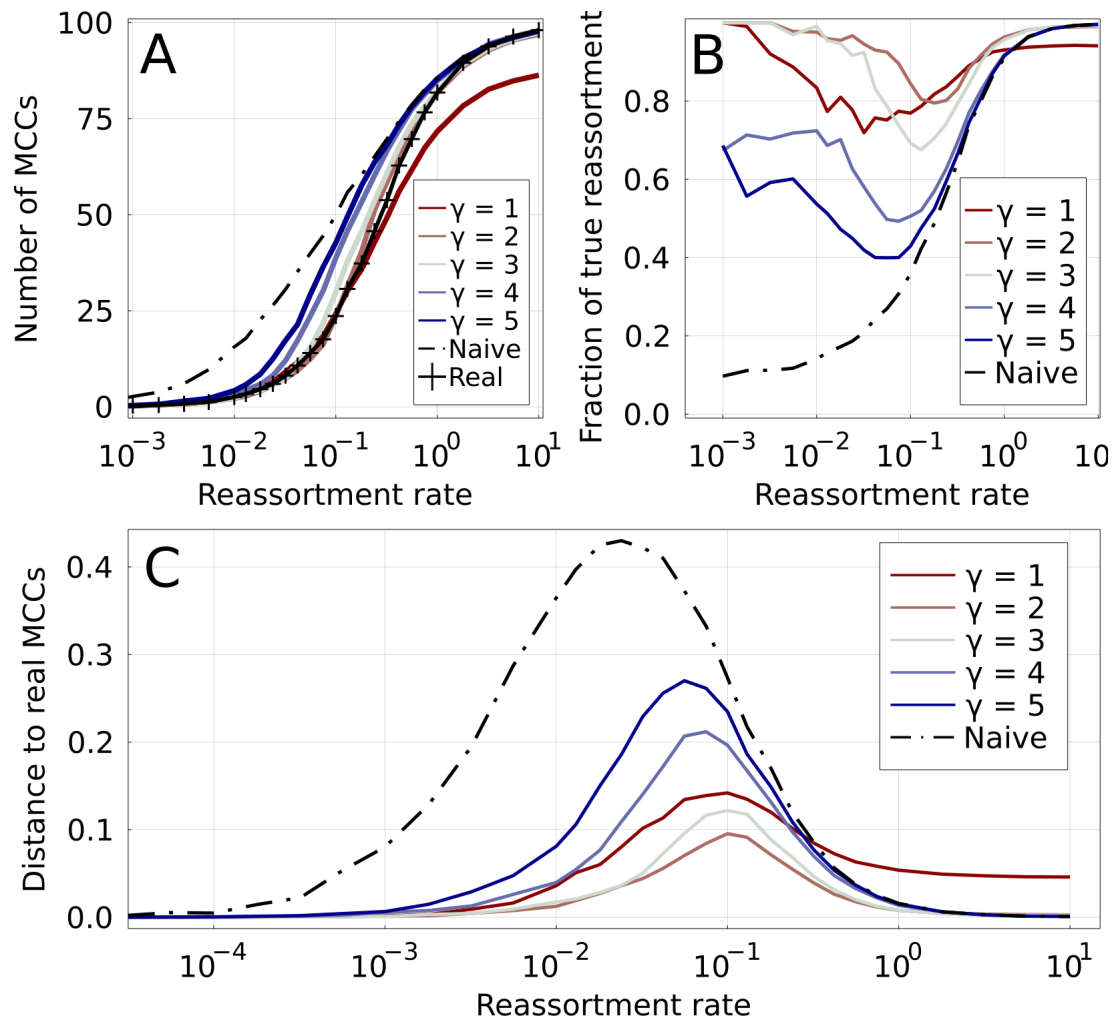 A
Number of MCCs
100
75
50
25
0
10⁻³ 10⁻² 10⁻¹ 10⁰ 10¹
Reassortment rate
γ = 1
γ = 2
γ = 3
γ = 4
γ = 5
Naive
Real
B
Fraction of true reassortment
0.8
0.6
0.4
0.2
0.0
10⁻³ 10⁻² 10⁻¹ 10⁰ 10
Reassortment rate
γ = 1
γ = 2
γ = 3
γ = 4
γ = 5
Naive
C
Distance to real MCCs
0.4
0.3
0.2
0.1
0.0
10⁻⁴ 10⁻³ 10⁻² 10⁻¹ 10⁰ 10¹
Reassortment rate
γ = 1
γ = 2
γ = 3
γ = 4
γ = 5
Naive